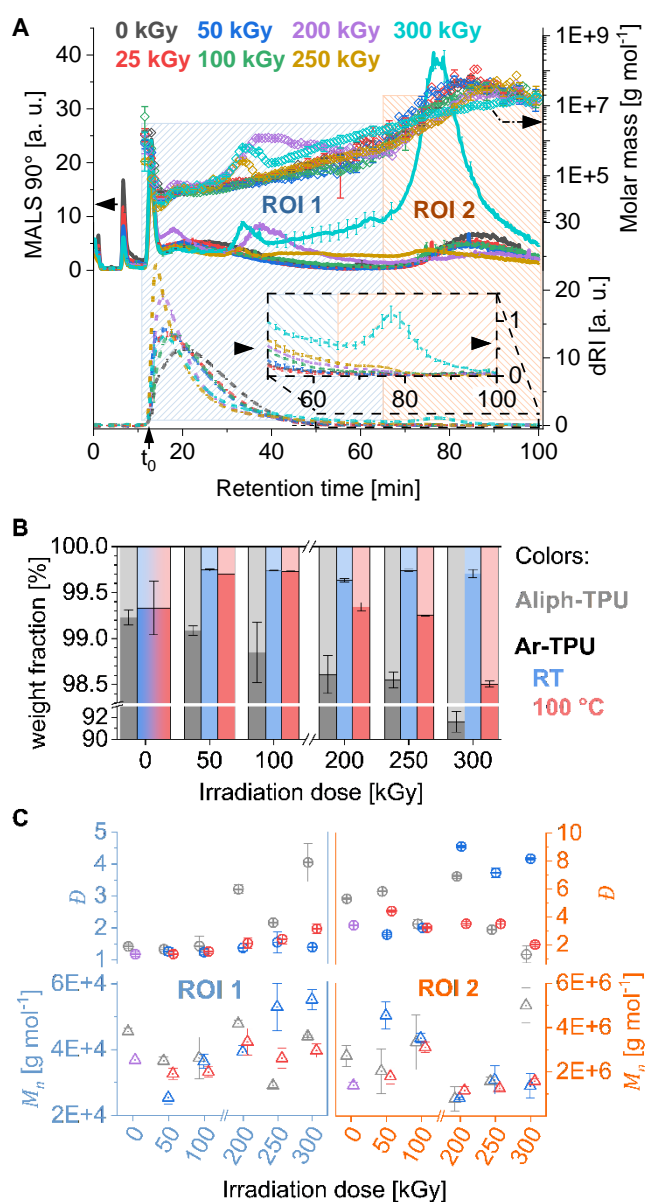 A
0 kGy 50 kGy 200 kGy 300 kGy
25 kGy 100 kGy 250 kGy
MALS 90° [a. u.]
45
40
35
30
25
20
15
10
5
0
1E+9
1E+7
1E+5
30
Molar mass [g mol⁻¹]
ROI 1
ROI 2
20
10
0
dRI [a. u.]
1
0
60 80 100
0 20 40 60 80 100
t₀
Retention time [min]
B
weight fraction [%]
100.0
99.5
99.0
98.5
92
90
0 50 100 200 250 300
Irradiation dose [kGy]
Colors:
Aliph-TPU
Ar-TPU
RT
100 °C
C
5
4
3
2
1
Đ
10
8
6
4
2
Đ
ROI 1
ROI 2
6E+4
4E+4
2E+4
Mₙ [g mol⁻¹]
6E+6
4E+6
2E+6
0
Mₙ [g mol⁻¹]
0 50 100 200 250 300
0 50 100 200 250 300
Irradiation dose [kGy]